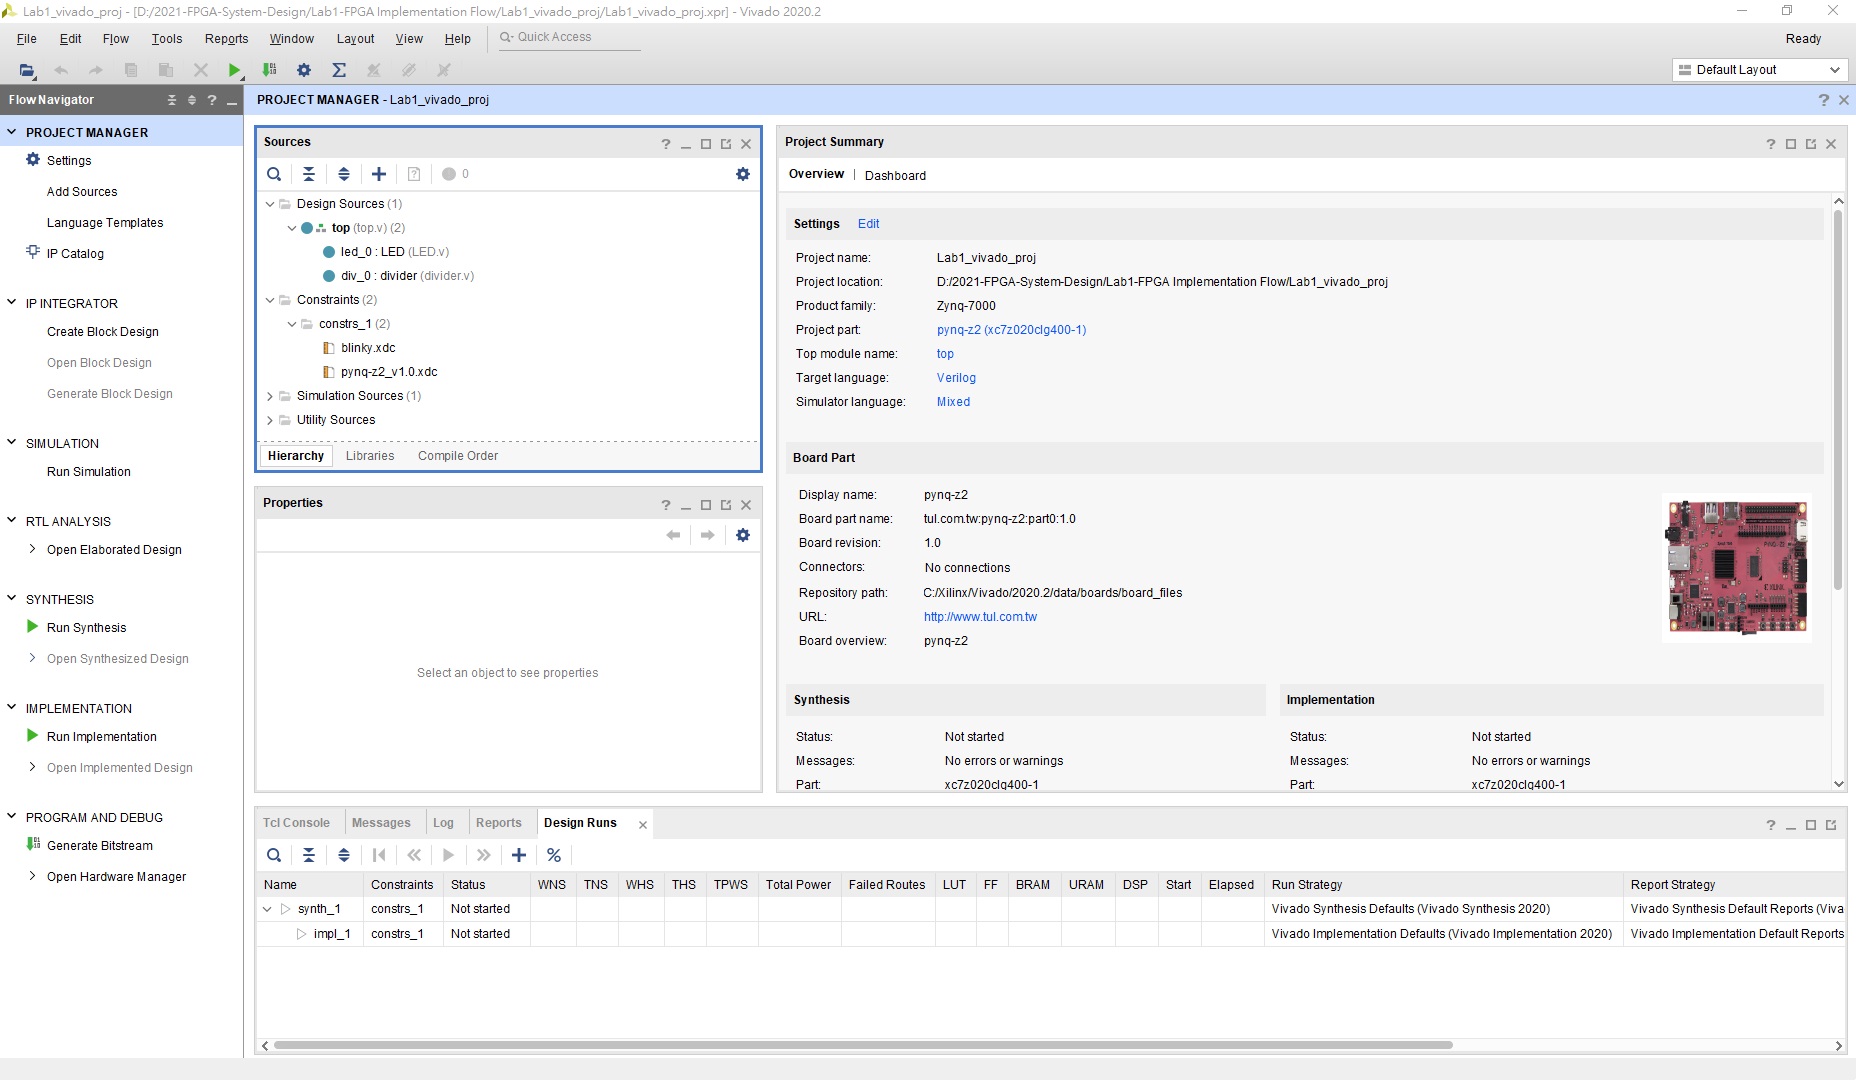 Lab1_vivado_proj - [D:/2021-FPGA-System-Design/Lab1-FPGA Implementation Flow/Lab1_vivado_proj/Lab1_vivado_proj.xpr] - Vivado 2020.2
File Edit Flow Tools Reports Window Layout View Help Quick Access Ready
Default Layout
Flow Navigator
PROJECT MANAGER - Lab1_vivado_proj
PROJECT MANAGER
Settings
Add Sources
Language Templates
IP Catalog
IP INTEGRATOR
Create Block Design
Open Block Design
Generate Block Design
SIMULATION
Run Simulation
RTL ANALYSIS
Open Elaborated Design
SYNTHESIS
Run Synthesis
Open Synthesized Design
IMPLEMENTATION
Run Implementation
Open Implemented Design
PROGRAM AND DEBUG
Generate Bitstream
Open Hardware Manager
Sources
0
Design Sources (1)
top (top.v) (2)
led_0 : LED (LED.v)
div_0 : divider (divider.v)
Constraints (2)
constrs_1 (2)
blinky.xdc
pynq-z2_v1.0.xdc
Simulation Sources (1)
Utility Sources
Hierarchy Libraries Compile Order
Properties
Select an object to see properties
Project Summary
Overview | Dashboard
Settings Edit
Project name: Lab1_vivado_proj
Project location: D:/2021-FPGA-System-Design/Lab1-FPGA Implementation Flow/Lab1_vivado_proj
Product family: Zynq-7000
Project part: pynq-z2 (xc7z020clg400-1)
Top module name: top
Target language: Verilog
Simulator language: Mixed
Board Part
Display name: pynq-z2
Board part name: tul.com.tw:pynq-z2:part0:1.0
Board revision: 1.0
Connectors: No connections
Repository path: C:/Xilinx/Vivado/2020.2/data/boards/board_files
URL: http://www.tul.com.tw
Board overview: pynq-z2
Synthesis
Status: Not started
Messages: No errors or warnings
Part: xc7z020clg400-1
Implementation
Status: Not started
Messages: No errors or warnings
Part: xc7z020clg400-1
Tcl Console Messages Log Reports Design Runs
Name Constraints Status WNS TNS WHS THS TPWS Total Power Failed Routes LUT FF BRAM URAM DSP Start Elapsed Run Strategy Report Strategy
synth_1 constrs_1 Not started Vivado Synthesis Defaults (Vivado Synthesis 2020) Vivado Synthesis Default Reports (Viva
impl_1 constrs_1 Not started Vivado Implementation Defaults (Vivado Implementation 2020) Vivado Implementation Default Reports